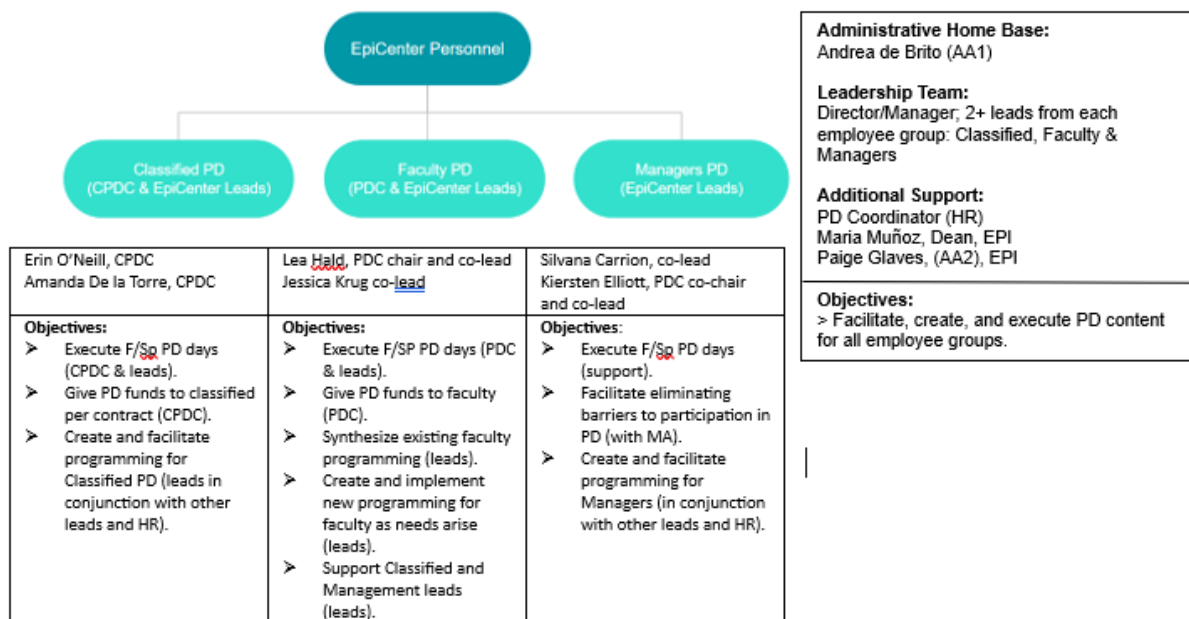 EpiCenter Personnel
Classified PD
(CPDC & EpiCenter Leads)
Faculty PD
(PDC & EpiCenter Leads)
Managers PD
(EpiCenter Leads)
Erin O'Neill, CPDC
Amanda De la Torre, CPDC
Lea Hald, PDC chair and co-lead
Jessica Krug co-lead
Silvana Carrion, co-lead
Kiersten Elliott, PDC co-chair
and co-lead
Objectives:
➢ Execute F/Sp PD days
(CPDC & leads).
➢ Give PD funds to classified
per contract (CPDC).
➢ Create and facilitate
programming for
Classified PD (leads in
conjunction with other
leads and HR).
Objectives:
➢ Execute F/SP PD days (PDC
& leads).
➢ Give PD funds to faculty
(PDC).
➢ Synthesize existing faculty
programming (leads).
➢ Create and implement
new programming for
faculty as needs arise
(leads).
➢ Support Classified and
Management leads
(leads).
Objectives:
➢ Execute F/Sp PD days
(support).
➢ Facilitate eliminating
barriers to participation in
PD (with MA).
➢ Create and facilitate
programming for
Managers (in conjunction
with other leads and HR).
Administrative Home Base:
Andrea de Brito (AA1)
Leadership Team:
Director/Manager; 2+ leads from each
employee group: Classified, Faculty &
Managers
Additional Support:
PD Coordinator (HR)
Maria Muñoz, Dean, EPI
Paige Glaves, (AA2), EPI
Objectives:
> Facilitate, create, and execute PD content
for all employee groups.